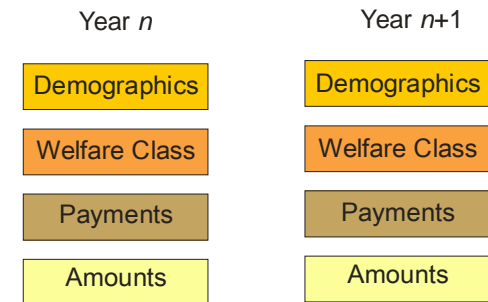 Year n
Demographics
Welfare Class
Payments
Amounts
Year n+1
Demographics
Welfare Class
Payments
Amounts